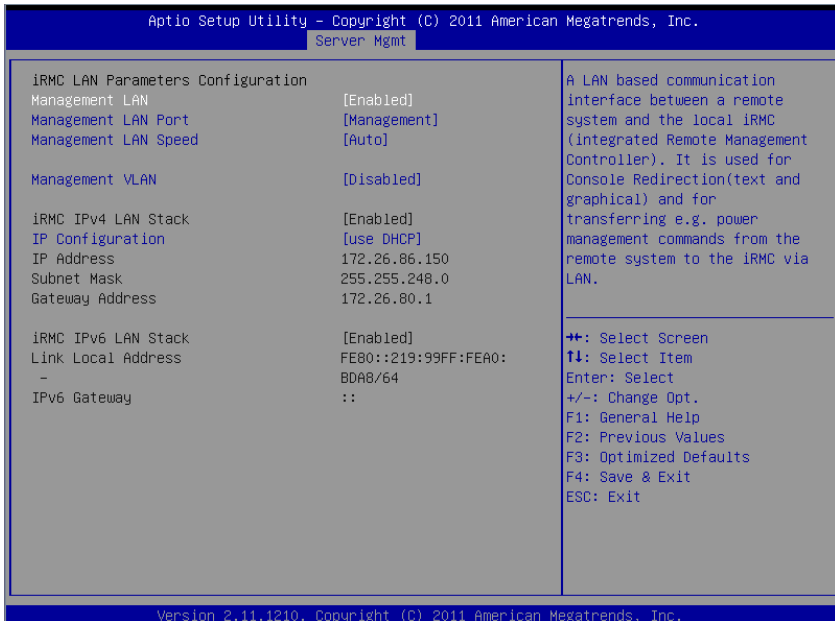 Aptio Setup Utility – Copyright (C) 2011 American Megatrends, Inc.
Server Mgmt
iRMC LAN Parameters Configuration
Management LAN [Enabled]
Management LAN Port [Management]
Management LAN Speed [Auto]
Management VLAN [Disabled]
iRMC IPv4 LAN Stack [Enabled]
IP Configuration [use DHCP]
IP Address 172.26.86.150
Subnet Mask 255.255.248.0
Gateway Address 172.26.80.1
iRMC IPv6 LAN Stack [Enabled]
Link Local Address FE80::219:99FF:FEA0:
– BDA8/64
IPv6 Gateway ::
A LAN based communication
interface between a remote
system and the local iRMC
(integrated Remote Management
Controller). It is used for
Console Redirection(text and
graphical) and for
transferring e.g. power
management commands from the
remote system to the iRMC via
LAN.
→←: Select Screen
↑↓: Select Item
Enter: Select
+/-: Change Opt.
F1: General Help
F2: Previous Values
F3: Optimized Defaults
F4: Save & Exit
ESC: Exit
Version 2.11.1210. Copyright (C) 2011 American Megatrends, Inc.